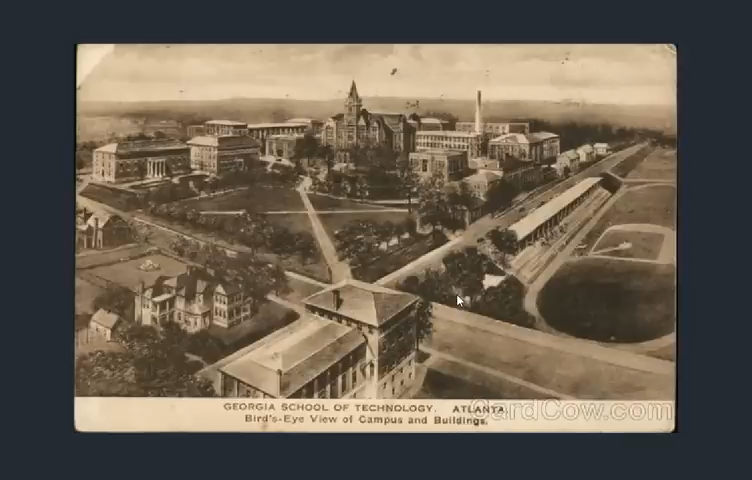 GEORGIA SCHOOL OF TECHNOLOGY. ATLANTA.
Bird's-Eye View of Campus and Buildings.
CardCow.com